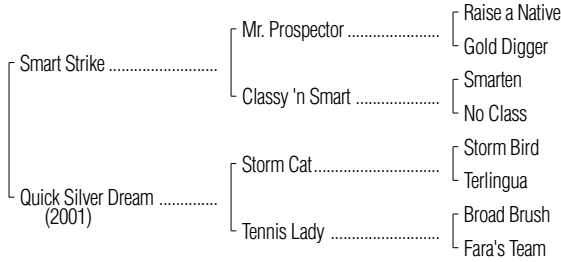 Raise a Native
Mr. Prospector ......................
Gold Digger
Smart Strike ..........................
Smarten
Classy 'n Smart ....................
No Class
Storm Bird
Storm Cat..............................
Terlingua
Quick Silver Dream ..............
(2001)
Broad Brush
Tennis Lady ..........................
Fara's Team